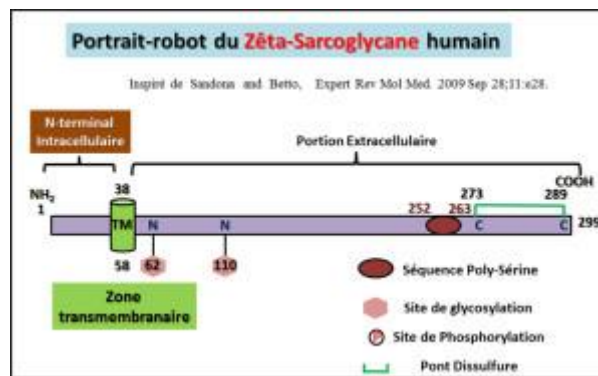 Portrait-robot du Zêta-Sarcoglycane humain
Inspiré de Sandona and Betto, Expert Rev Mol Med. 2009 Sep 28;11:e28.
N-terminal
Intracellulaire
Portion Extracellulaire
NH2
1
38
TM
58
N
62
N
110
252
263
273
C
289
C
COOH
299
Zone
transmembranaire
Séquence Poly-Sérine
Site de glycosylation
P
Site de Phosphorylation
Pont Dissulfure